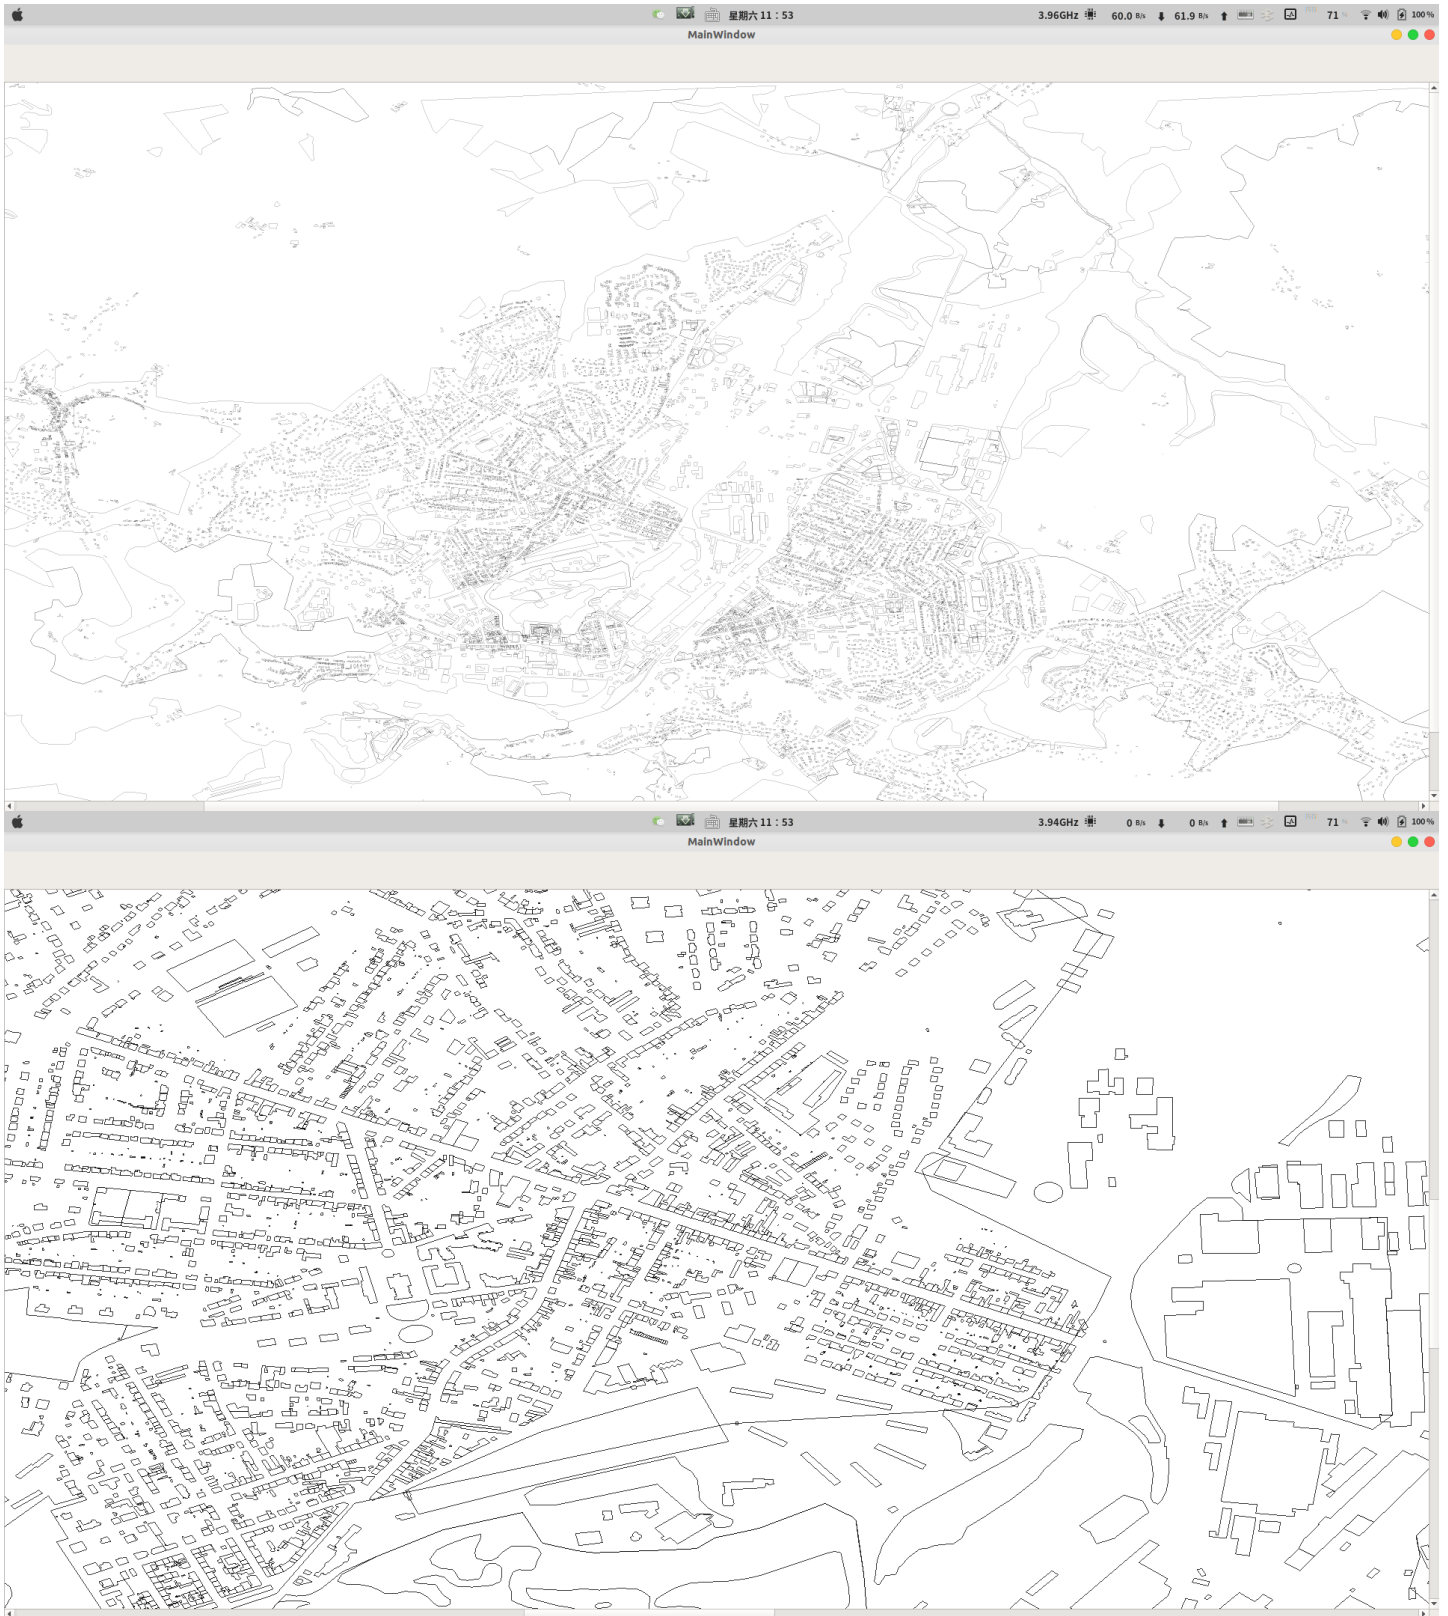 星期六 11：53
3.96GHz 60.0 B/s 61.9 B/s 71 100 %
MainWindow
星期六 11：53
3.94GHz 0 B/s 0 B/s 71 100 %
MainWindow